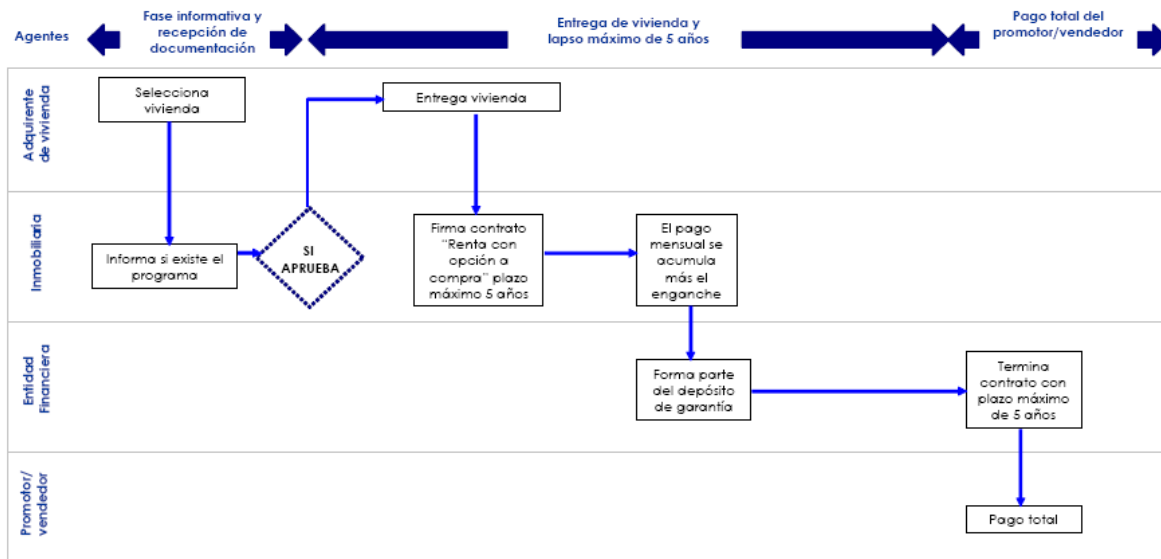 Agentes
Fase informativa y
recepción de
documentación
Entrega de vivienda y
lapso máximo de 5 años
Pago total del
promotor/vendedor
Adquirente
de vivienda
Selecciona
vivienda
Entrega vivienda
Inmobiliaria
Informa si existe el
programa
SI
APRUEBA
Firma contrato
"Renta con
opción a
compra" plazo
máximo 5 años
El pago
mensual se
acumula
más el
enganche
Entidad
Financiera
Forma parte
del depósito
de garantía
Termina
contrato con
plazo máximo
de 5 años
Promotor/
vendedor
Pago total